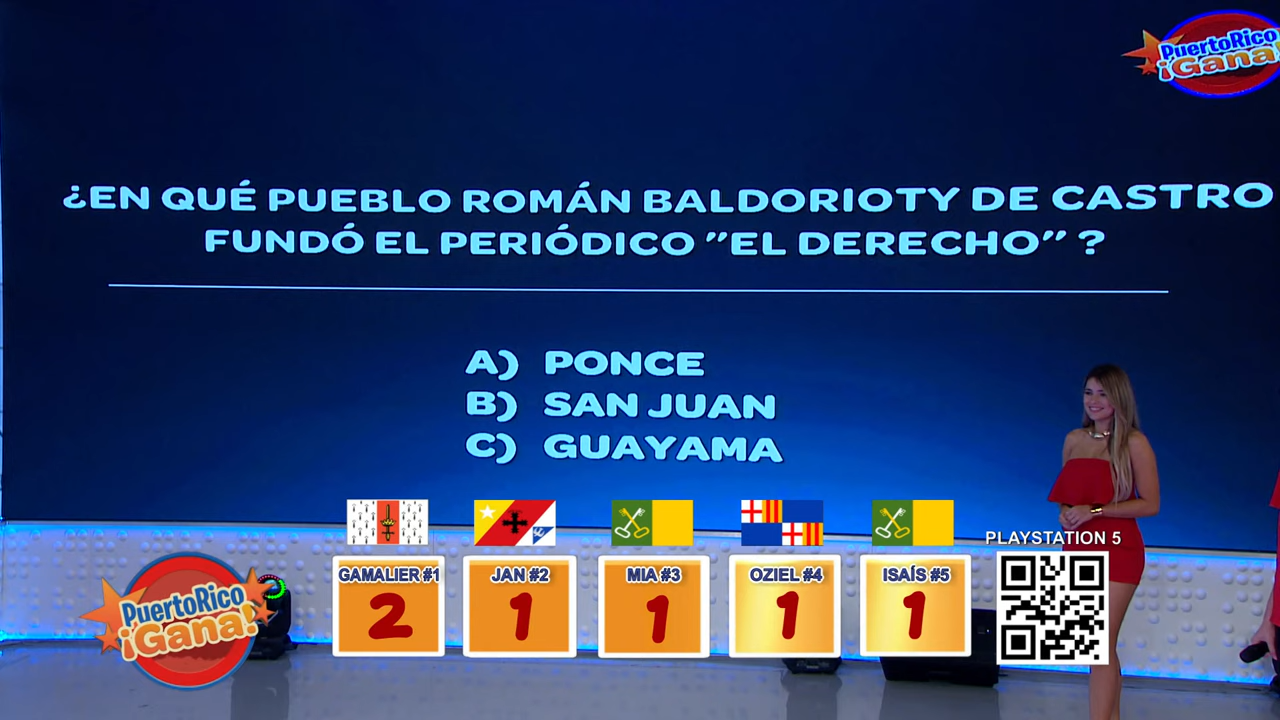 PuertoRico
¡Gana!
¿EN QUÉ PUEBLO ROMÁN BALDORIOTY DE CASTRO
FUNDÓ EL PERIÓDICO "EL DERECHO" ?
A) PONCE
B) SAN JUAN
C) GUAYAMA
PLAYSTATION 5
GAMALIER #1
JAN #2
MIA #3
OZIEL #4
ISAÍS #5
2
1
1
1
1
PuertoRico
¡Gana!